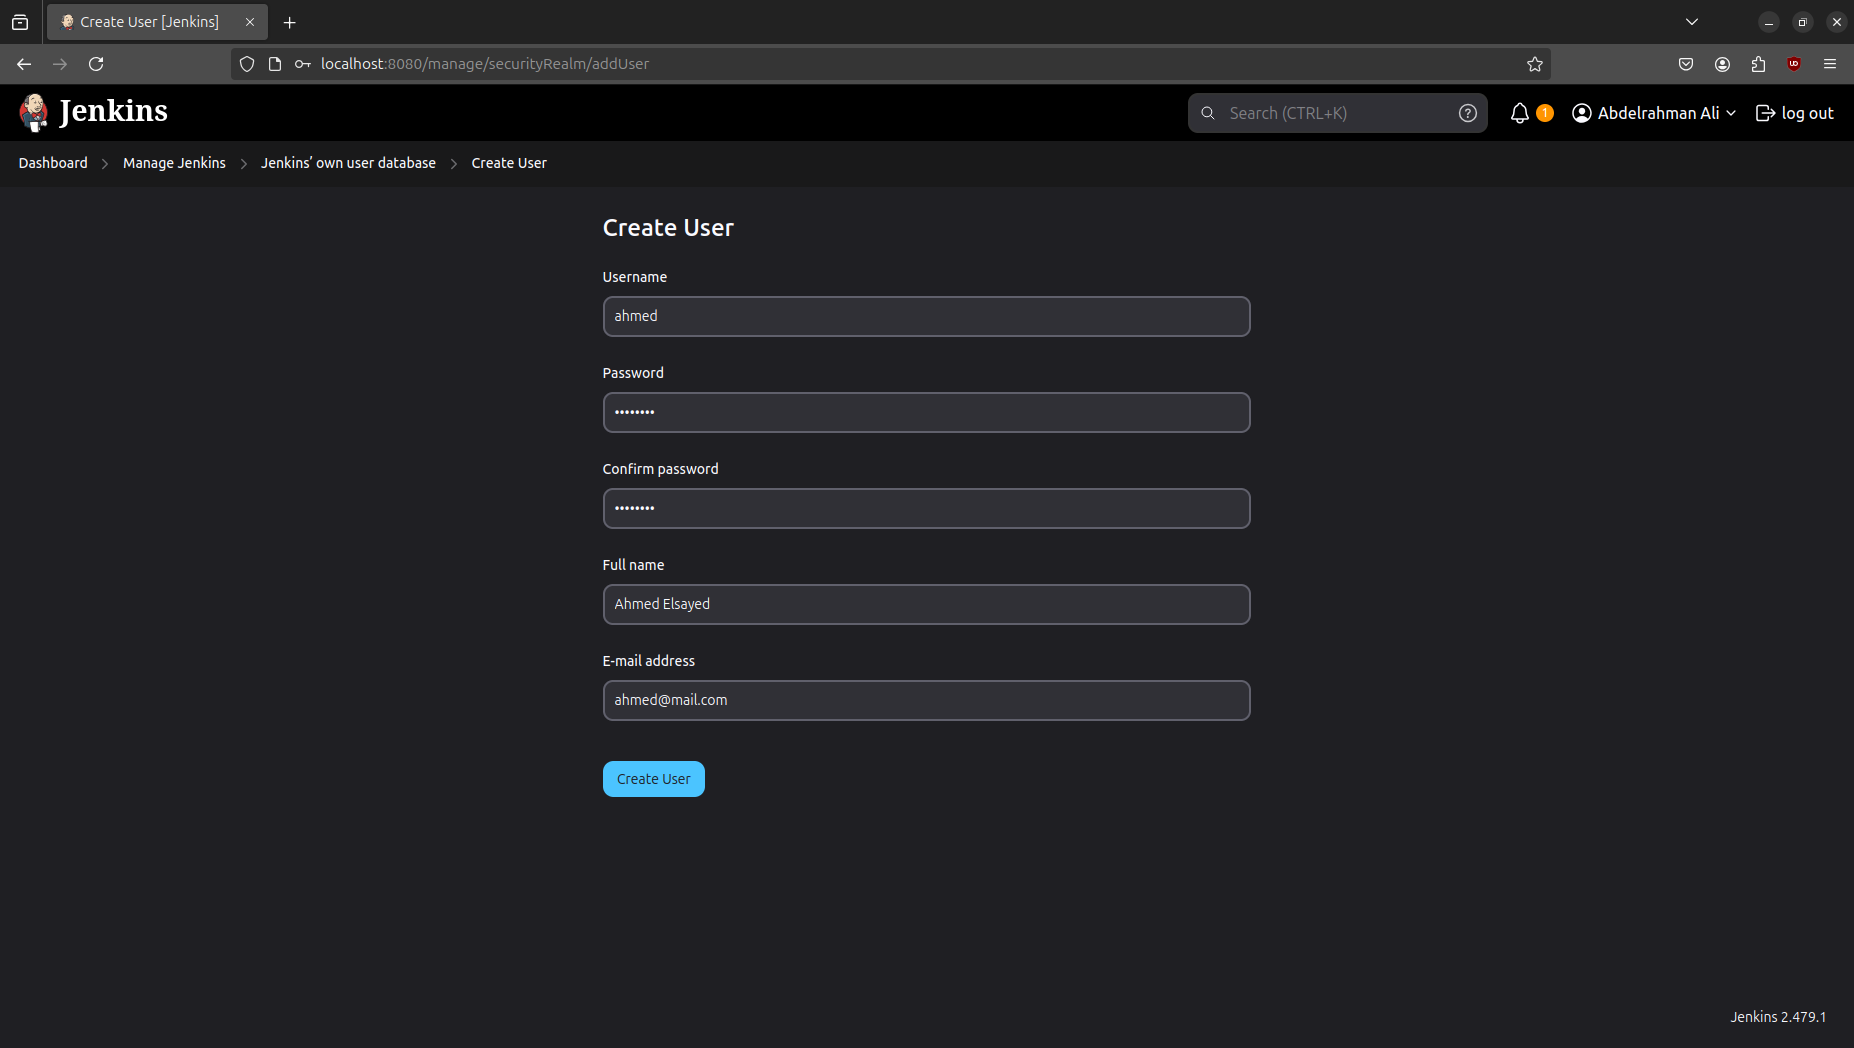 Create User [Jenkins]
localhost:8080/manage/securityRealm/addUser
Jenkins
Search (CTRL+K)
1
Abdelrahman Ali
log out
Dashboard
Manage Jenkins
Jenkins’ own user database
Create User
Create User
Username
ahmed
Password
••••••••
Confirm password
••••••••
Full name
Ahmed Elsayed
E-mail address
ahmed@mail.com
Create User
Jenkins 2.479.1